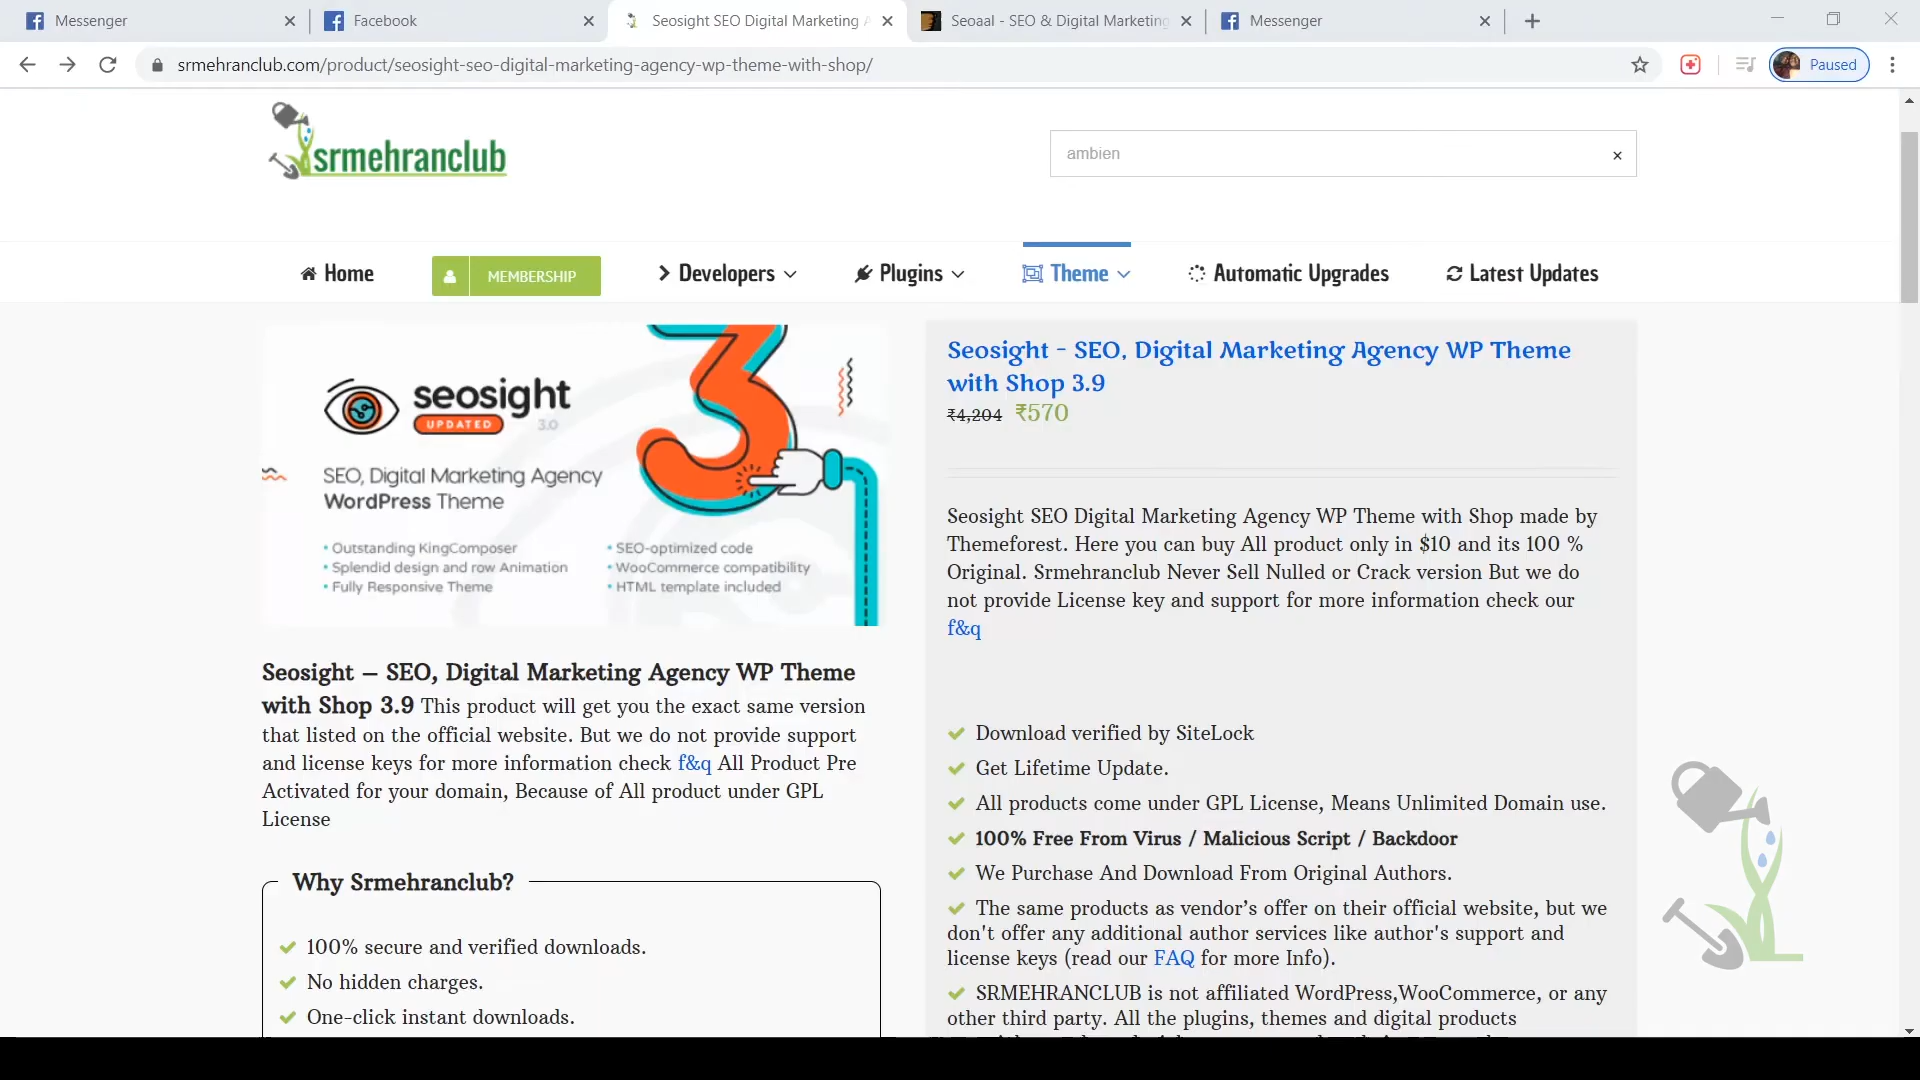 Messenger
Facebook
Seosight SEO Digital Marketing
Seoaal - SEO & Digital Marketing
Messenger
srmehranclub.com/product/seosight-seo-digital-marketing-agency-wp-theme-with-shop/
Paused
srmehranclub
ambien
Home
MEMBERSHIP
Developers
Plugins
Theme
Automatic Upgrades
Latest Updates
seosight
UPDATED
3.0
SEO, Digital Marketing Agency
WordPress Theme
• Outstanding KingComposer
• Splendid design and row Animation
• Fully Responsive Theme
• SEO-optimized code
• WooCommerce compatibility
• HTML template included
3
Seosight – SEO, Digital Marketing Agency WP Theme
with Shop 3.9 This product will get you the exact same version
that listed on the official website. But we do not provide support
and license keys for more information check f&q All Product Pre
Activated for your domain, Because of All product under GPL
License
Why Srmehranclub?
100% secure and verified downloads.
No hidden charges.
One-click instant downloads.
Seosight - SEO, Digital Marketing Agency WP Theme
with Shop 3.9
₹4,204 ₹570
Seosight SEO Digital Marketing Agency WP Theme with Shop made by
Themeforest. Here you can buy All product only in $10 and its 100 %
Original. Srmehranclub Never Sell Nulled or Crack version But we do
not provide License key and support for more information check our
f&q
Download verified by SiteLock
Get Lifetime Update.
All products come under GPL License, Means Unlimited Domain use.
100% Free From Virus / Malicious Script / Backdoor
We Purchase And Download From Original Authors.
The same products as vendor’s offer on their official website, but we
don't offer any additional author services like author's support and
license keys (read our FAQ for more Info).
SRMEHRANCLUB is not affiliated WordPress,WooCommerce, or any
other third party. All the plugins, themes and digital products